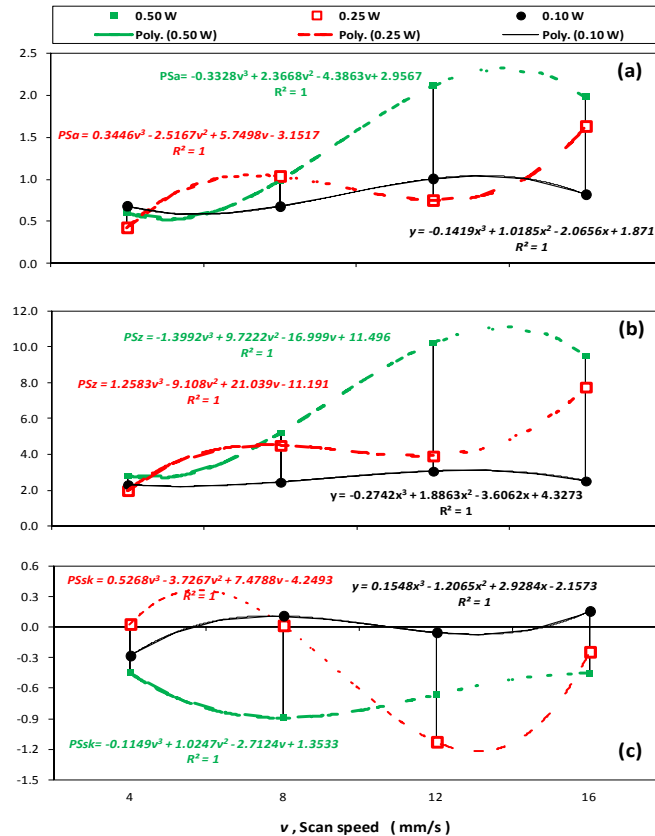 0.50 W 0.25 W 0.10 W
Poly. (0.50 W) Poly. (0.25 W) Poly. (0.10 W)
(a)
2.5
2.0
1.5
1.0
0.5
0.0
PSa= -0.3328v³ + 2.3668v² - 4.3863v+ 2.9567
R² = 1
PSa = 0.3446v³ - 2.5167v² + 5.7498v - 3.1517
R² = 1
y = -0.1419x³ + 1.0185x² - 2.0656x + 1.871
R² = 1
(b)
12.0
10.0
8.0
6.0
4.0
2.0
0.0
PSz = -1.3992v³ + 9.7222v² - 16.999v + 11.496
R² = 1
PSz = 1.2583v³ - 9.108v² + 21.039v - 11.191
R² = 1
y = -0.2742x³ + 1.8863x² - 3.6062x + 4.3273
R² = 1
0.6
0.3
0.0
-0.3
-0.6
-0.9
-1.2
-1.5
PSsk = 0.5268v³ - 3.7267v² + 7.4788v - 4.2493
R² = 1
y = 0.1548x³ - 1.2065x² + 2.9284x - 2.1573
R² = 1
PSsk= -0.1149v³ + 1.0247v² - 2.7124v + 1.3533
R² = 1
(c)
4 8 12 16
v , Scan speed ( mm/s )